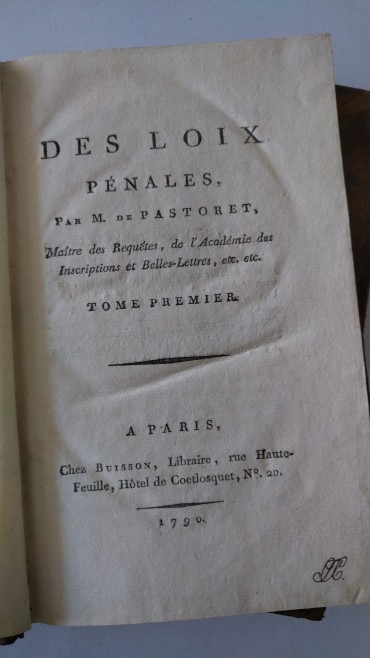 DES LOIX
PÉNALES,
PAR M. DE PASTORET,
Maître des Requêtes, de l'Académie des
Inscriptions et Belles-Lettres, etc. etc.
TOME PREMIER.
A PARIS,
Chez BUISSON, Libraire, rue Haute-
Feuille, Hôtel de Coetlosquet, N°. 20.
1790.